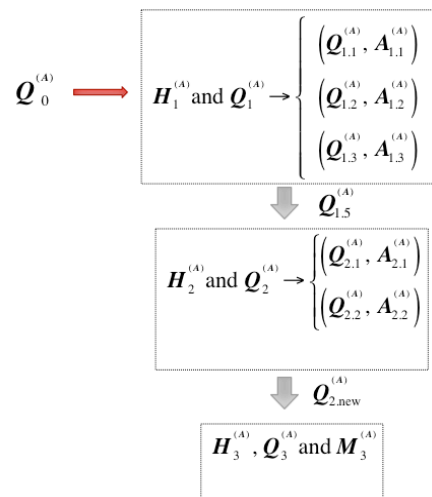 Q_0^(A)
H_1^(A) and Q_1^(A) → { (Q_1.1^(A), A_1.1^(A))
(Q_1.2^(A), A_1.2^(A))
(Q_1.3^(A), A_1.3^(A))
Q_1.5^(A)
H_2^(A) and Q_2^(A) → { (Q_2.1^(A), A_2.1^(A))
(Q_2.2^(A), A_2.2^(A))
Q_2.new^(A)
H_3^(A), Q_3^(A) and M_3^(A)